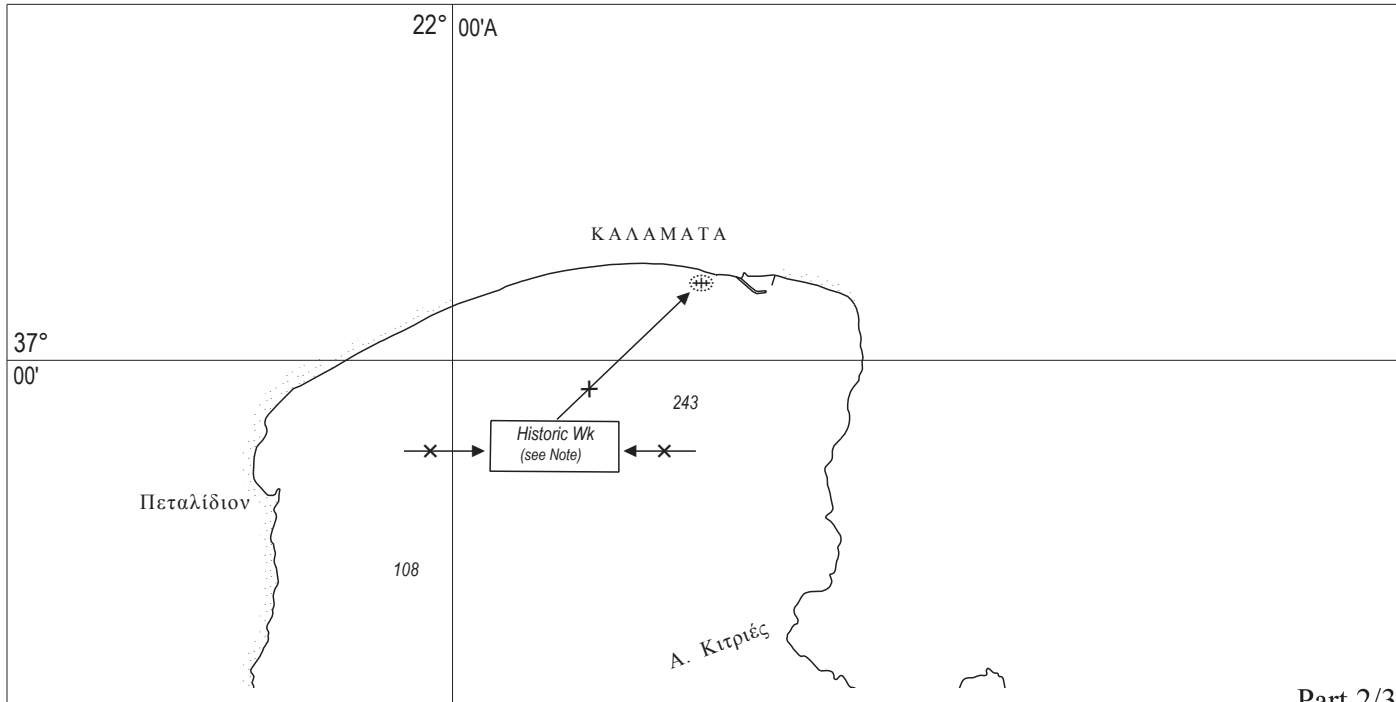 22° 00'A
ΚΑΛΑΜΑΤΑ
37°
00'
243
Historic Wk
(see Note)
Πεταλίδιον
108
Α. Κιτριές
Part 2/3